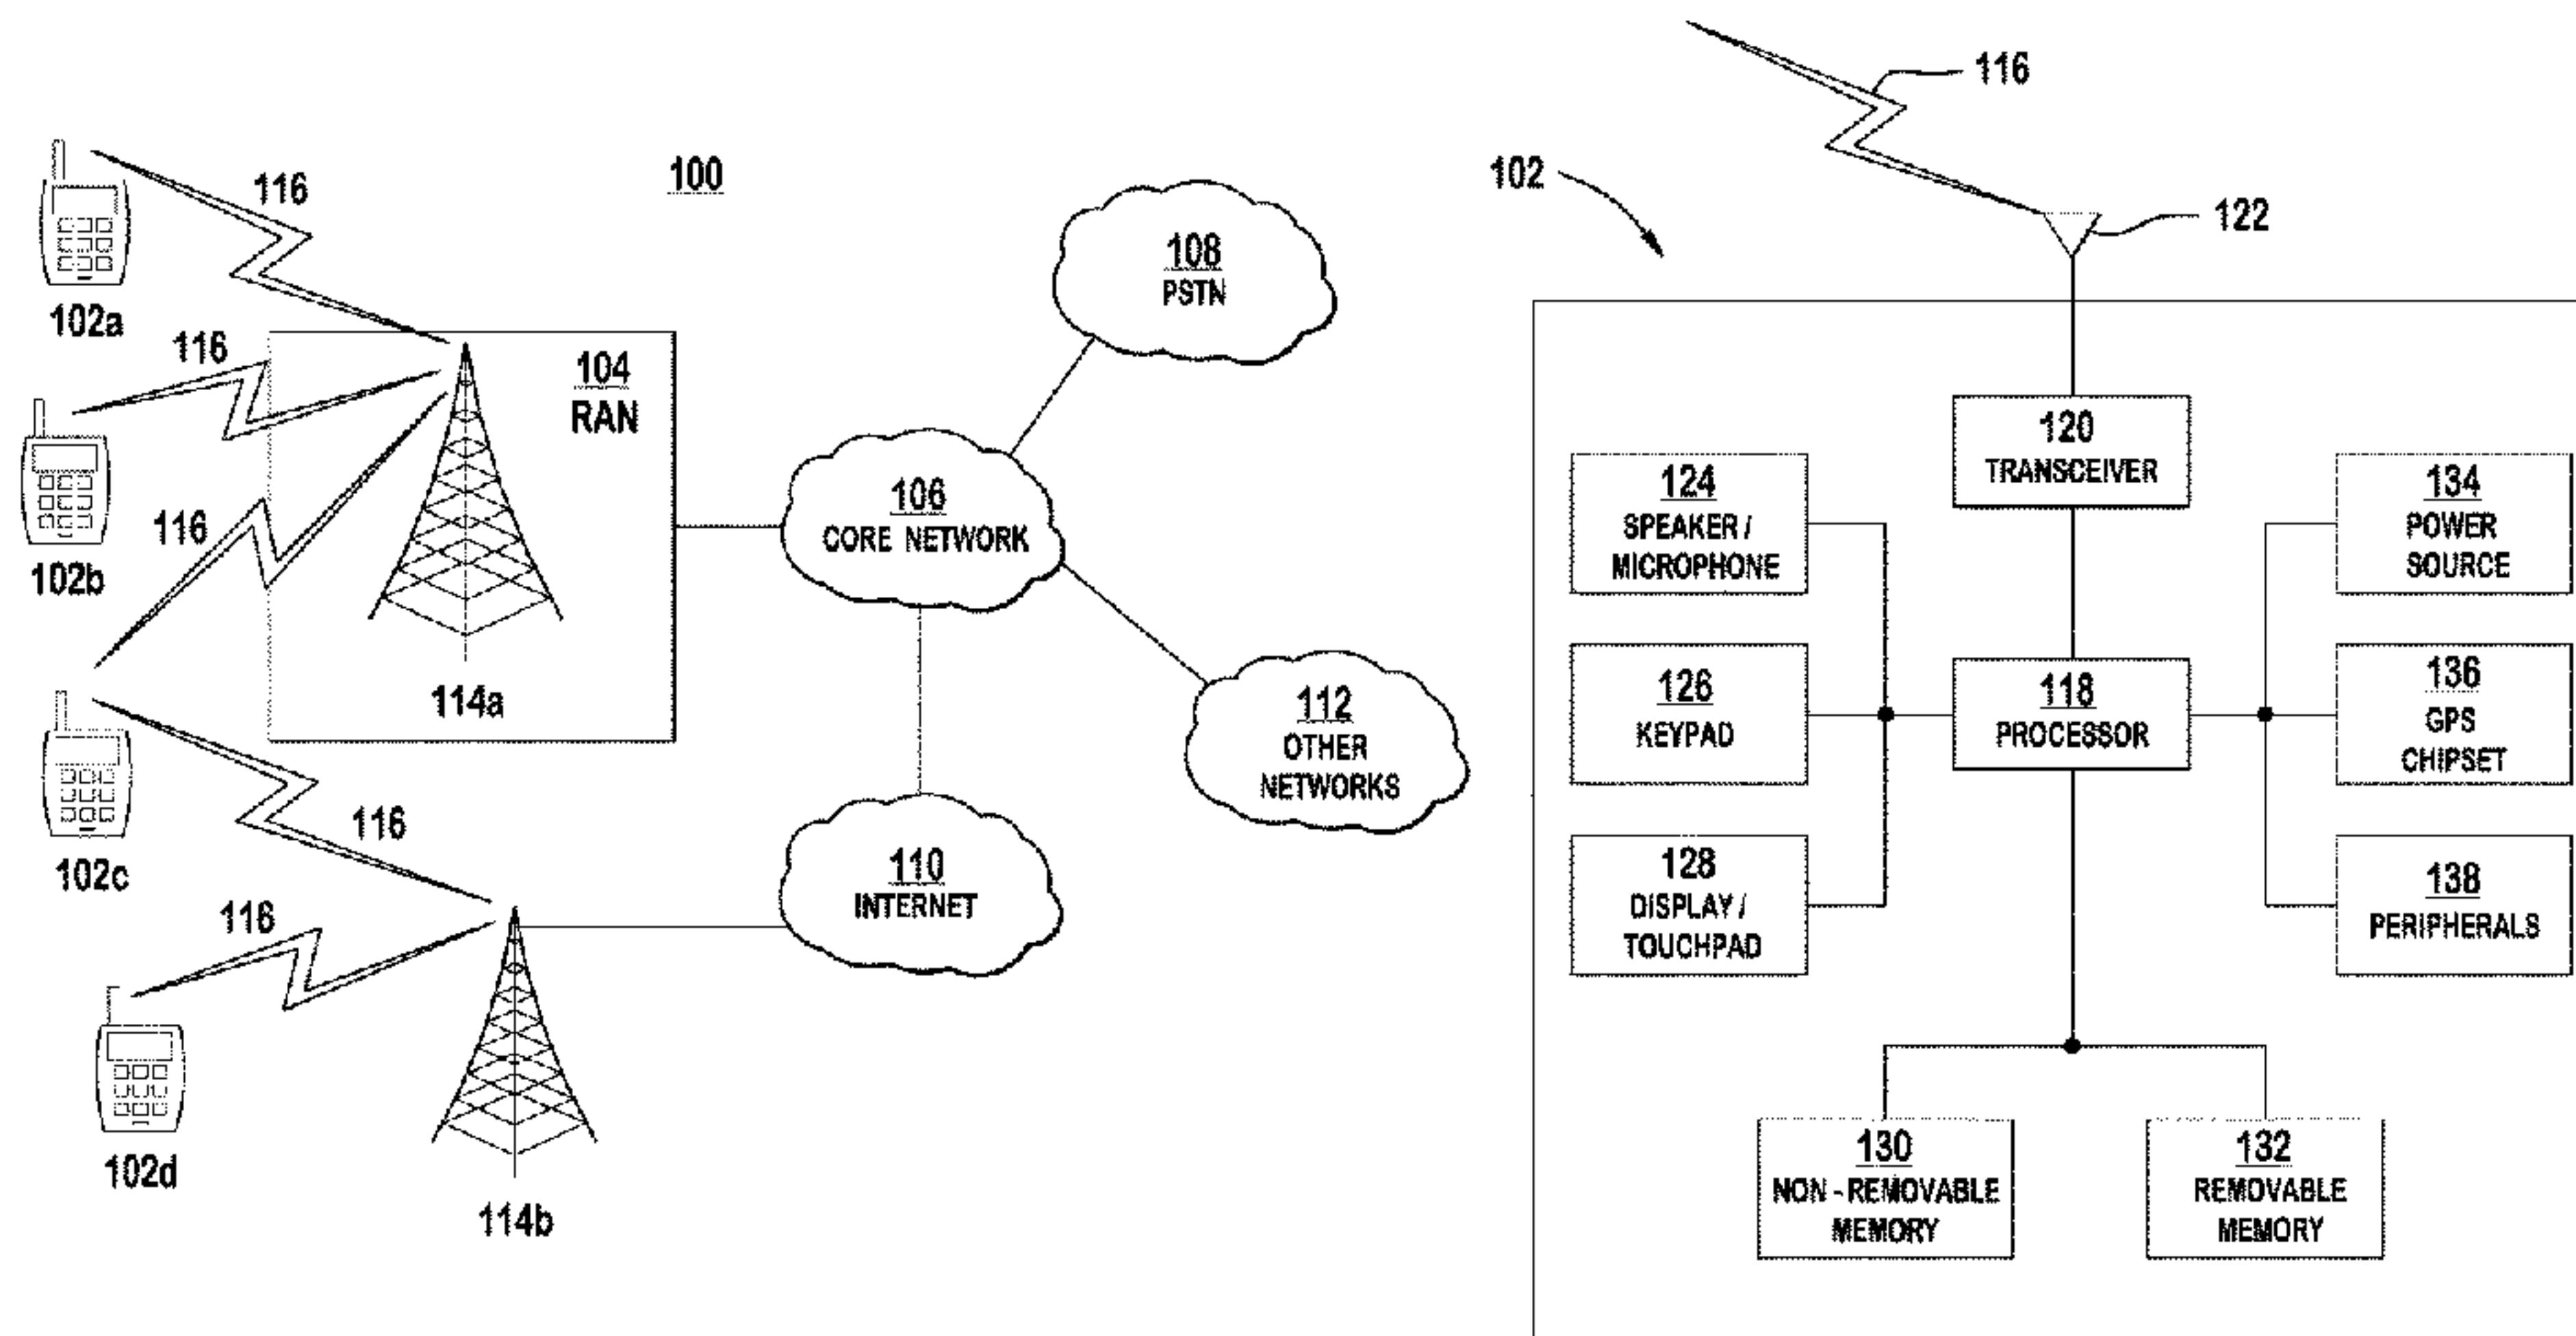 100
116
102a
116
102b
116
102c
116
116
102d
104
RAN
114a
114b
108
PSTN
106
CORE NETWORK
112
OTHER
NETWORKS
110
INTERNET
116
102
122
120
TRANSCEIVER
124
SPEAKER /
MICROPHONE
134
POWER
SOURCE
126
KEYPAD
118
PROCESSOR
136
GPS
CHIPSET
128
DISPLAY /
TOUCHPAD
138
PERIPHERALS
130
NON - REMOVABLE
MEMORY
132
REMOVABLE
MEMORY